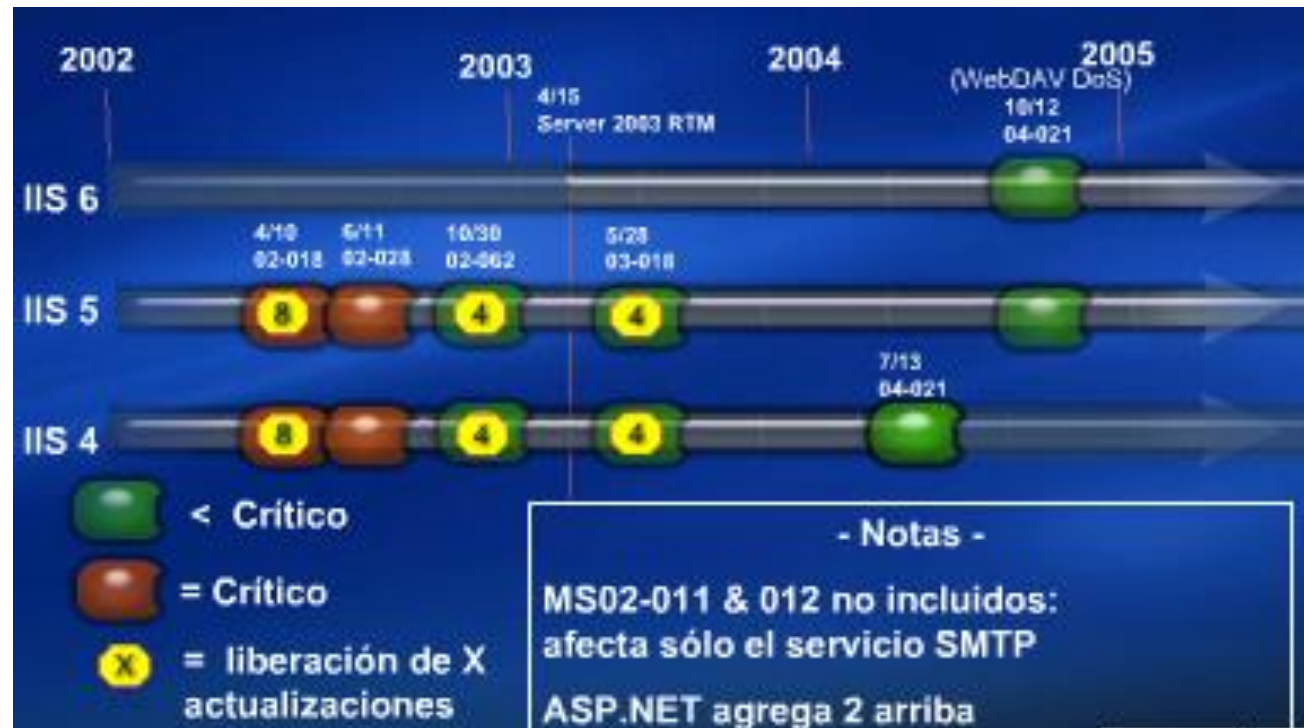 2002
2003
2004
2005
(WebDAV DoS)
10/12
04-021
4/15
Server 2003 RTM
IIS 6
4/10
02-018
6/11
02-028
10/30
02-062
5/28
03-018
IIS 5
8
4
4
7/13
04-021
IIS 4
8
4
4
< Crítico
= Crítico
X
= liberación de X
actualizaciones
- Notas -
MS02-011 & 012 no incluidos:
afecta sólo el servicio SMTP
ASP.NET agrega 2 arriba